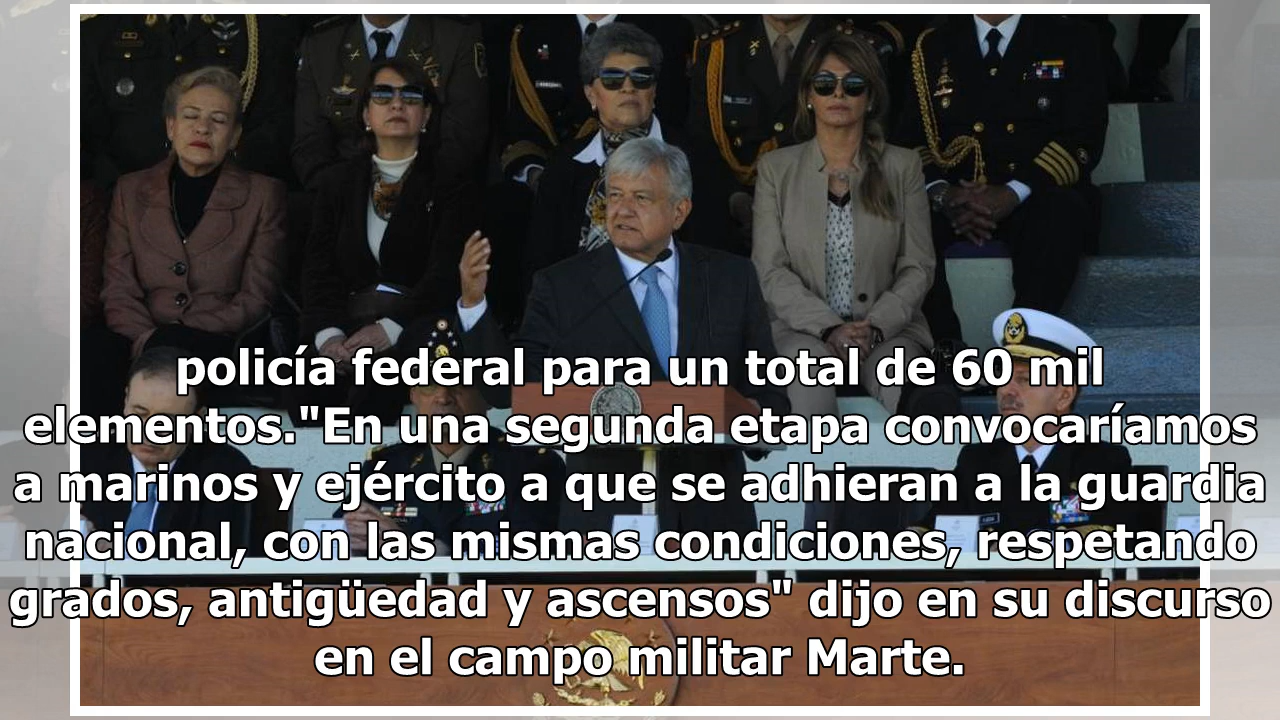 policía federal para un total de 60 mil
elementos."En una segunda etapa convocaríamos
a marinos y ejército a que se adhieran a la guardia
nacional, con las mismas condiciones, respetando
grados, antigüedad y ascensos" dijo en su discurso
en el campo militar Marte.